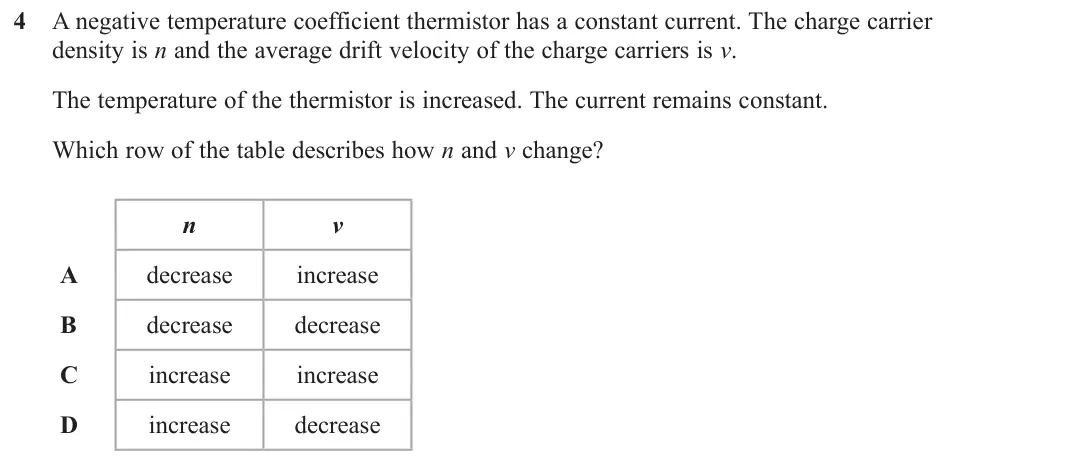 4 A negative temperature coefficient thermistor has a constant current. The charge carrier
density is n and the average drift velocity of the charge carriers is v.
The temperature of the thermistor is increased. The current remains constant.
Which row of the table describes how n and v change?
n v
A decrease increase
B decrease decrease
C increase increase
D increase decrease